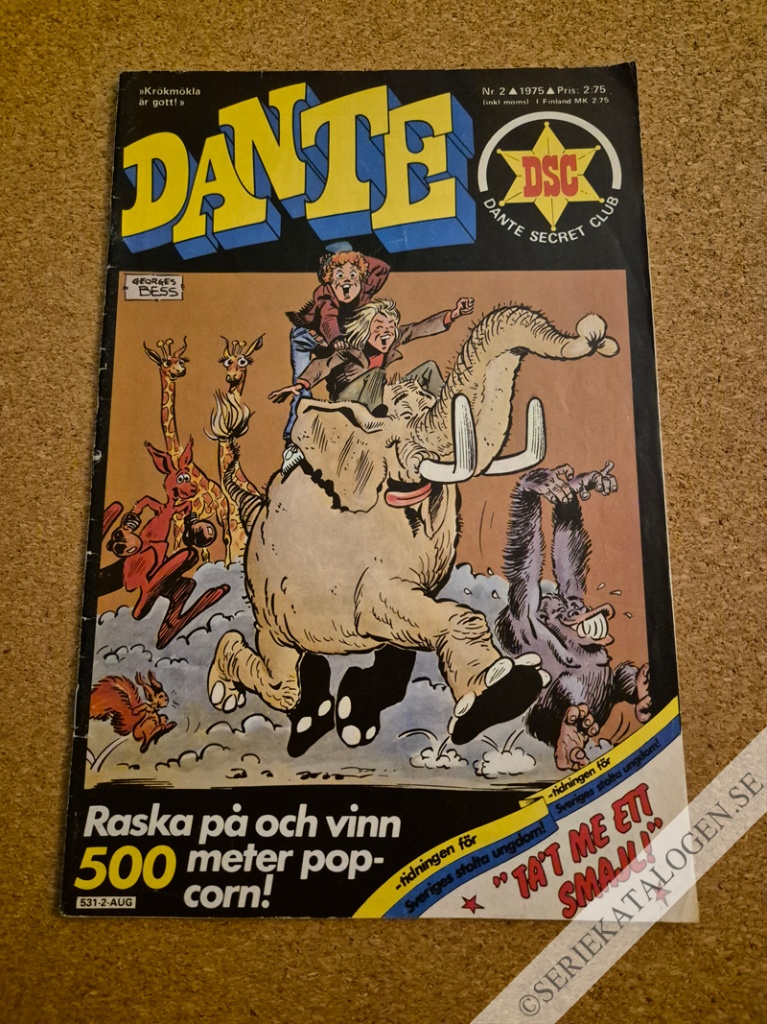 »Krökmökla
är gott!»
DANTE
Nr 2▲1975▲Pris: 2:75
(inkl moms) I Finland MK 2.75
DSC
DANTE SECRET CLUB
GEORGES
BESS
Raska på och vinn
500 meter pop-
corn!
531-2-AUG
-tidningen för
Sveriges stolta ungdom!
-tidningen för
Sveriges stolta ungdom!
"TA'T ME ETT
SMAJL!"
©SERIEKATALOGEN.SE